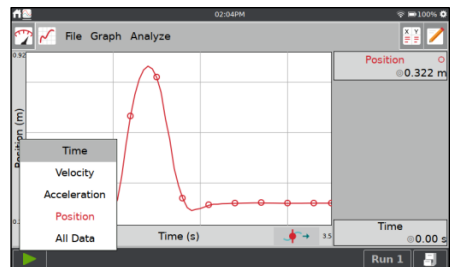 02:04PM
100%
File Graph Analyze
X Y
0.92
Position (m)
Position
0.322 m
Time
Velocity
Acceleration
Position
All Data
Time (s)
3.5
Time
0.00 s
Run 1